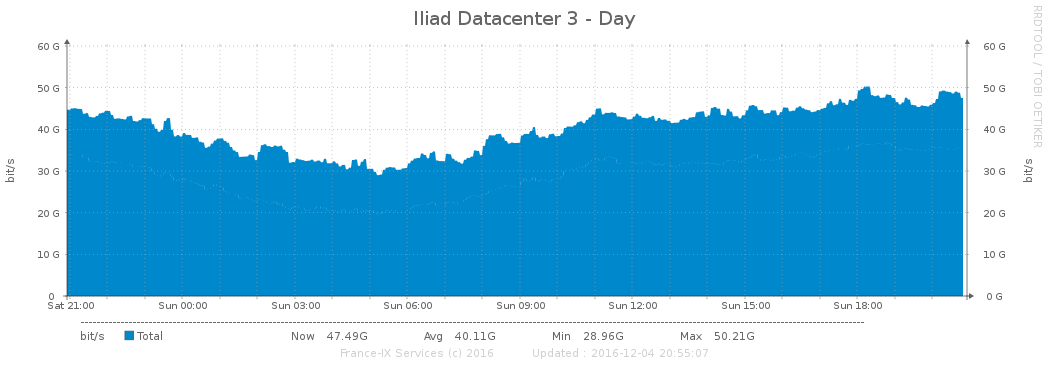 Iliad Datacenter 3 - Day
RRDTOOL / TOBI OETIKER
bit/s
bit/s
60 G 60 G
50 G 50 G
40 G 40 G
30 G 30 G
20 G 20 G
10 G 10 G
0 0 G
Sat 21:00 Sun 00:00 Sun 03:00 Sun 06:00 Sun 09:00 Sun 12:00 Sun 15:00 Sun 18:00
bit/s Total Now 47.49G Avg 40.11G Min 28.96G Max 50.21G
France-IX Services (c) 2016 Updated : 2016-12-04 20:55:07